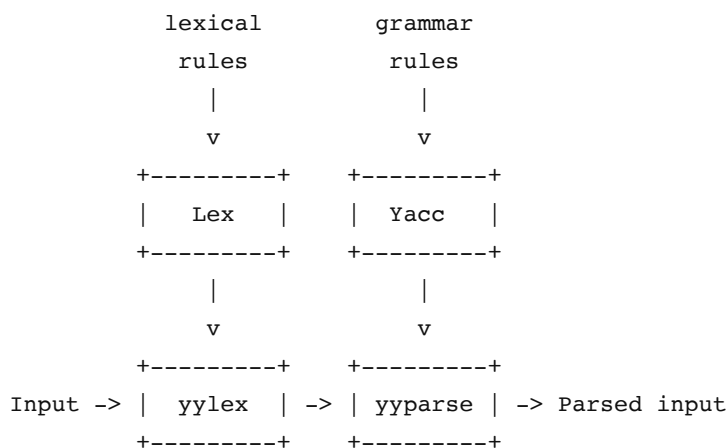 lexical grammar
rules rules
| |
v v
+---------+ +---------+
| Lex | | Yacc |
+---------+ +---------+
| |
v v
+---------+ +---------+
Input -> | yylex | -> | yyparse | -> Parsed input
+---------+ +---------+